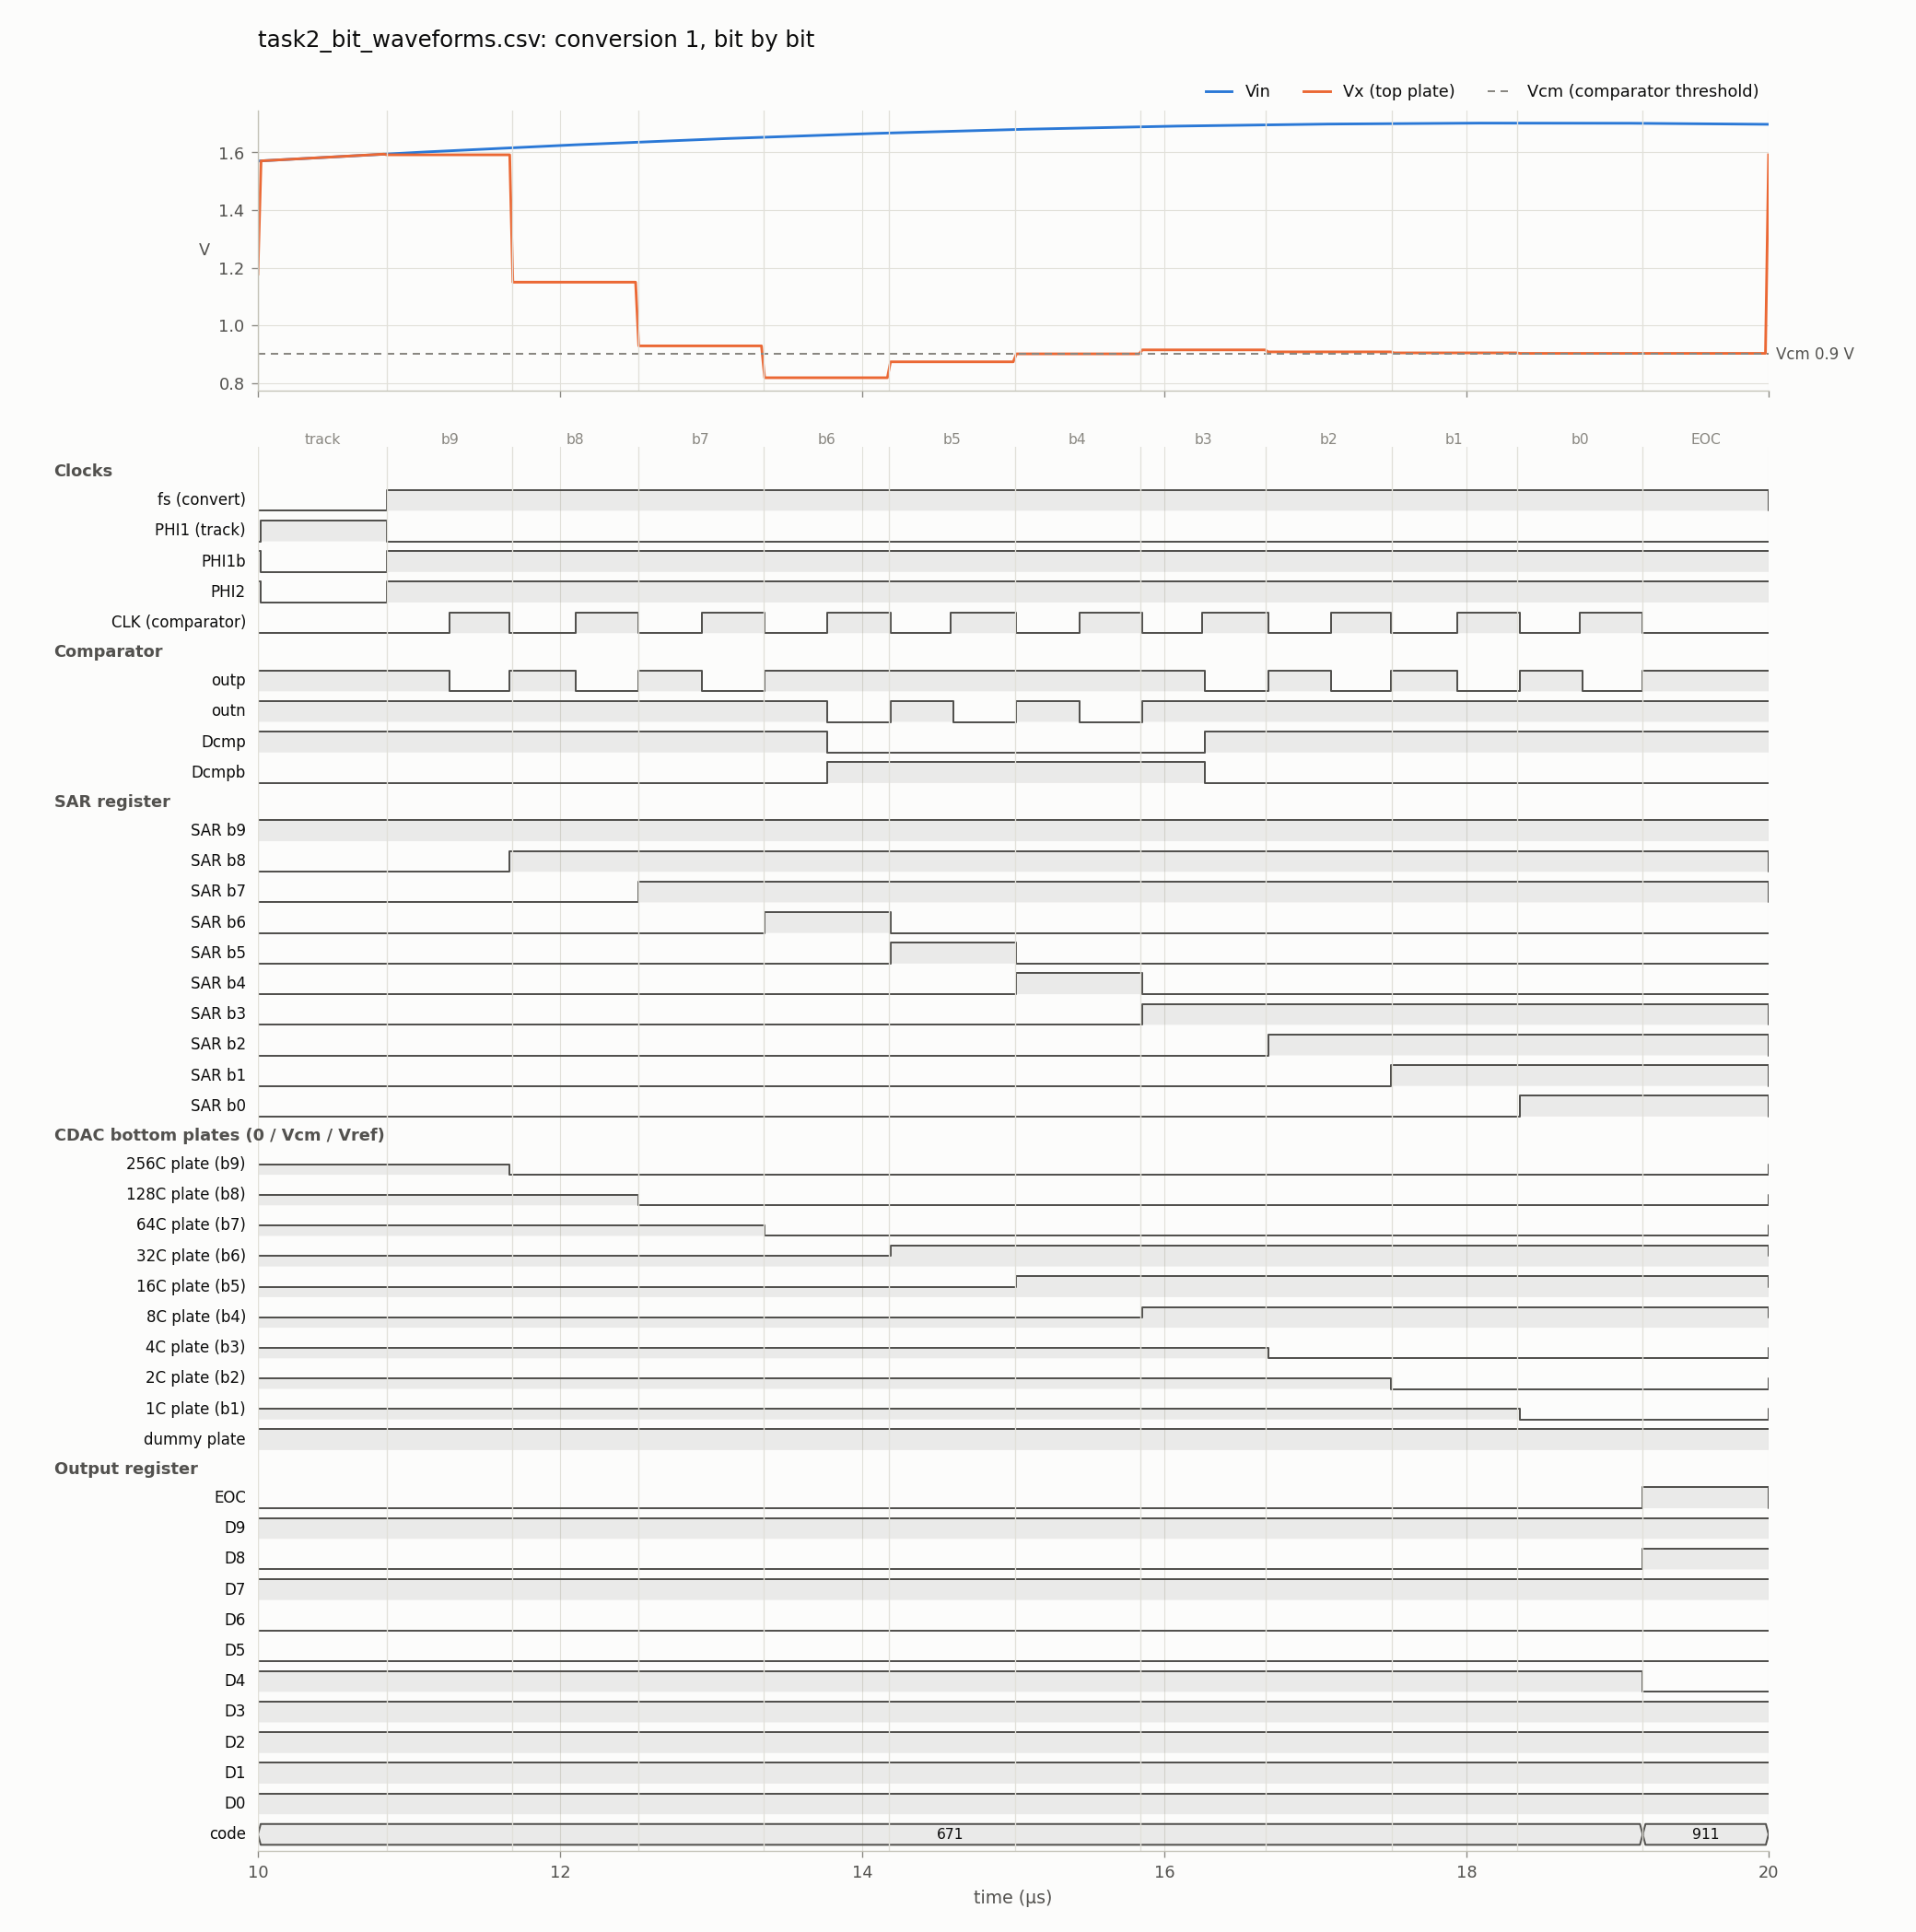 task2_bit_waveforms.csv: conversion 1, bit by bit
Vin Vx (top plate) Vcm (comparator threshold)
1.6
1.4
V
1.2
1.0
Vcm 0.9 V
0.8
track b9 b8 b7 b6 b5 b4 b3 b2 b1 b0 EOC
Clocks
fs (convert)
PHI1 (track)
PHI1b
PHI2
CLK (comparator)
Comparator
outp
outn
Dcmp
Dcmpb
SAR register
SAR b9
SAR b8
SAR b7
SAR b6
SAR b5
SAR b4
SAR b3
SAR b2
SAR b1
SAR b0
CDAC bottom plates (0 / Vcm / Vref)
256C plate (b9)
128C plate (b8)
64C plate (b7)
32C plate (b6)
16C plate (b5)
8C plate (b4)
4C plate (b3)
2C plate (b2)
1C plate (b1)
dummy plate
Output register
EOC
D9
D8
D7
D6
D5
D4
D3
D2
D1
D0
code 671 911
10 12 14 16 18 20
time (µs)